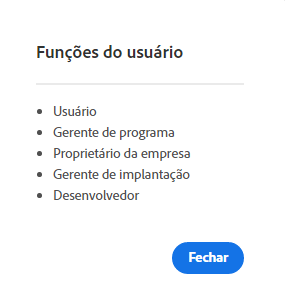 Funções do usuário
Usuário
Gerente de programa
Proprietário da empresa
Gerente de implantação
Desenvolvedor
Fechar